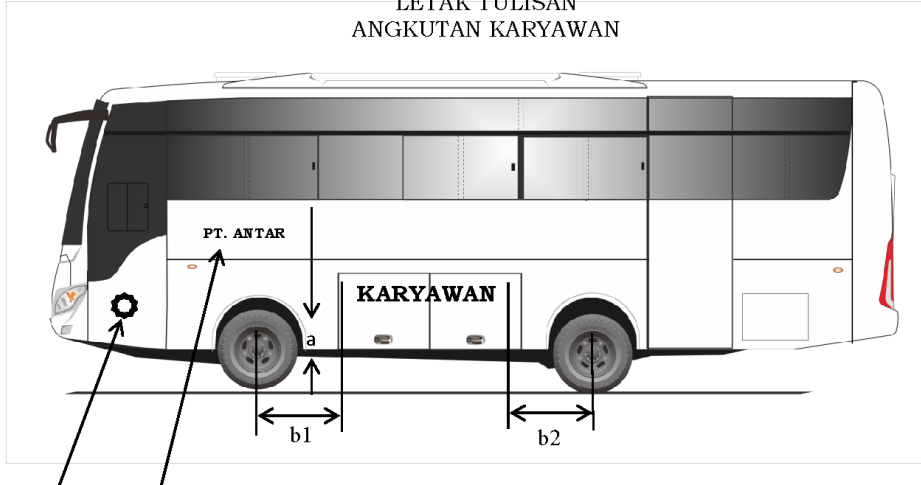 LETAK TULISAN
ANGKUTAN KARYAWAN
PT. ANTAR
KARYAWAN
a
b1
b2